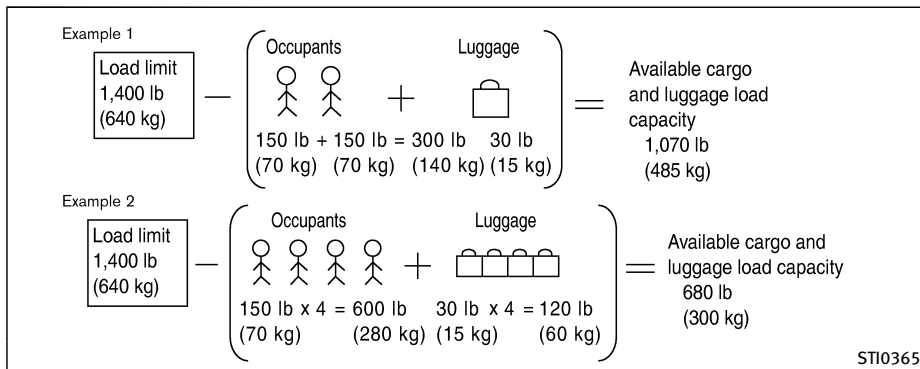 Example 1
Occupants Luggage
Load limit
1,400 lb
(640 kg)
— + =
Available cargo
and luggage load
capacity
1,070 lb
(485 kg)
150 lb + 150 lb = 300 lb 30 lb
(70 kg) (70 kg) (140 kg) (15 kg)
Example 2
Occupants Luggage
Load limit
1,400 lb
(640 kg)
— + =
Available cargo and
luggage load capacity
680 lb
(300 kg)
150 lb x 4 = 600 lb 30 lb x 4 = 120 lb
(70 kg) (280 kg) (15 kg) (60 kg)
STI0365